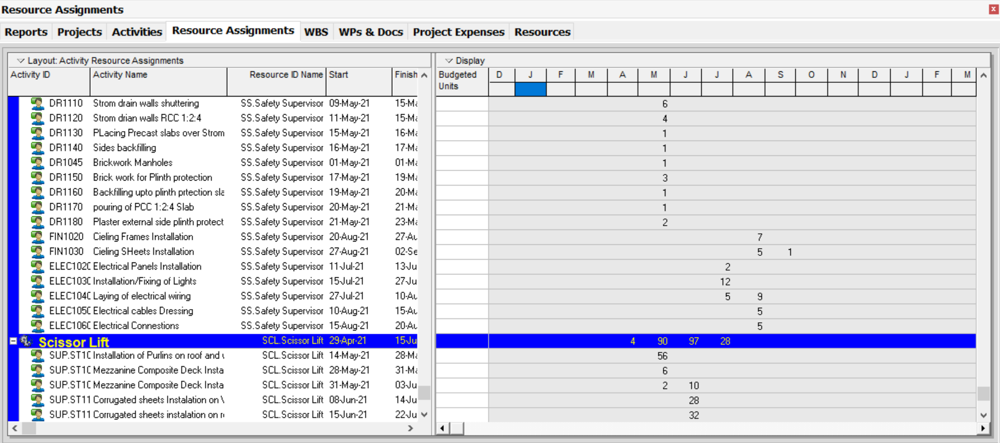 Resource Assignments
Reports Projects Activities Resource Assignments WBS WPs & Docs Project Expenses Resources
Layout: Activity Resource Assignments Display
Activity ID Activity Name Resource ID Name Start Finish Budgeted Units D J F M A M J J A S O N D J F M
DR1110 Strom drain walls shuttering SS.Safety Supervisor 09-May-21 15-Ma 6
DR1120 Strom drian walls RCC 1:2:4 SS.Safety Supervisor 11-May-21 15-Ma 4
DR1130 PLacing Precast slabs over Strom SS.Safety Supervisor 15-May-21 16-Ma 1
DR1140 Sides backfilling SS.Safety Supervisor 16-May-21 17-Ma 1
DR1045 Brickwork Manholes SS.Safety Supervisor 01-May-21 01-Ma 1
DR1150 Brick work for Plinth protection SS.Safety Supervisor 17-May-21 19-Ma 3
DR1160 Backfilling upto plinth prtection sla SS.Safety Supervisor 19-May-21 20-Ma 1
DR1170 pouring of PCC 1:2:4 Slab SS.Safety Supervisor 20-May-21 21-Ma 1
DR1180 Plaster external side plinth protect SS.Safety Supervisor 21-May-21 23-Ma 2
FIN1020 Cieling Frames Installation SS.Safety Supervisor 20-Aug-21 27-Au 7
FIN1030 Cieling SHeets Installation SS.Safety Supervisor 27-Aug-21 02-Se 5 1
ELEC1020 Electrical Panels Installation SS.Safety Supervisor 11-Jul-21 13-Ju 2
ELEC1030 Installation/Fixing of Lights SS.Safety Supervisor 15-Jul-21 27-Ju 12
ELEC1040 Laying of electrical wiring SS.Safety Supervisor 27-Jul-21 10-Au 5 9
ELEC1050 Electrical cables Dressing SS.Safety Supervisor 10-Aug-21 15-Au 5
ELEC1060 Electrical Connestions SS.Safety Supervisor 15-Aug-21 20-Au 5
Scissor Lift SCL.Scissor Lift 29-Apr-21 15-Ju 4 90 97 28
SUP.ST10 Installation of Purlins on roof and SCL.Scissor Lift 14-May-21 28-Ma 56
SUP.ST10 Mezzanine Composite Deck Insta SCL.Scissor Lift 28-May-21 31-Ma 6
SUP.ST10 Mezzanine Composite Deck Insta SCL.Scissor Lift 31-May-21 03-Ju 2 10
SUP.ST11 Corrugated sheets Instalation on SCL.Scissor Lift 08-Jun-21 14-Ju 28
SUP.ST11 Corrugated sheets instalation on SCL.Scissor Lift 15-Jun-21 22-Ju 32